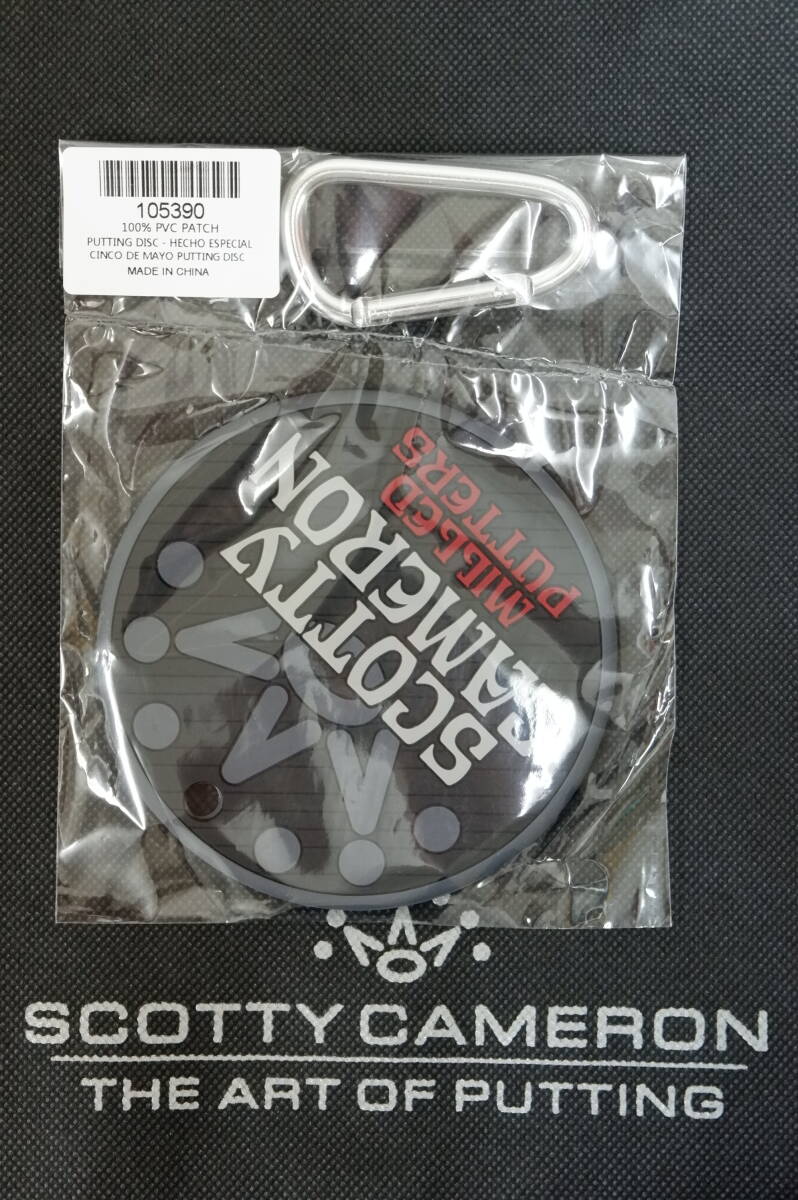 105390
100% PVC PATCH
PUTTING DISC - HECHO ESPECIAL
CINCO DE MAYO PUTTING DISC
MADE IN CHINA
SCOTTY
CAMERON
MILLED
PUTTERS
SCOTTY CAMERON
THE ART OF PUTTING